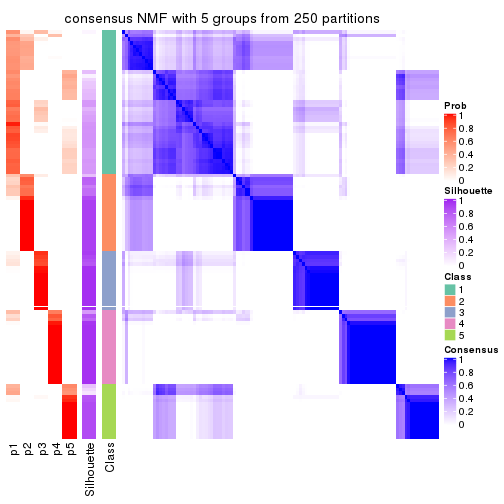 consensus NMF with 5 groups from 250 partitions
Prob
1
0.8
0.6
0.4
0.2
0
Silhouette
1
0.8
0.6
0.4
0.2
0
Class
1
2
3
4
5
Consensus
1
0.8
0.6
0.4
0.2
0
p1
p2
p3
p4
p5
Silhouette
Class